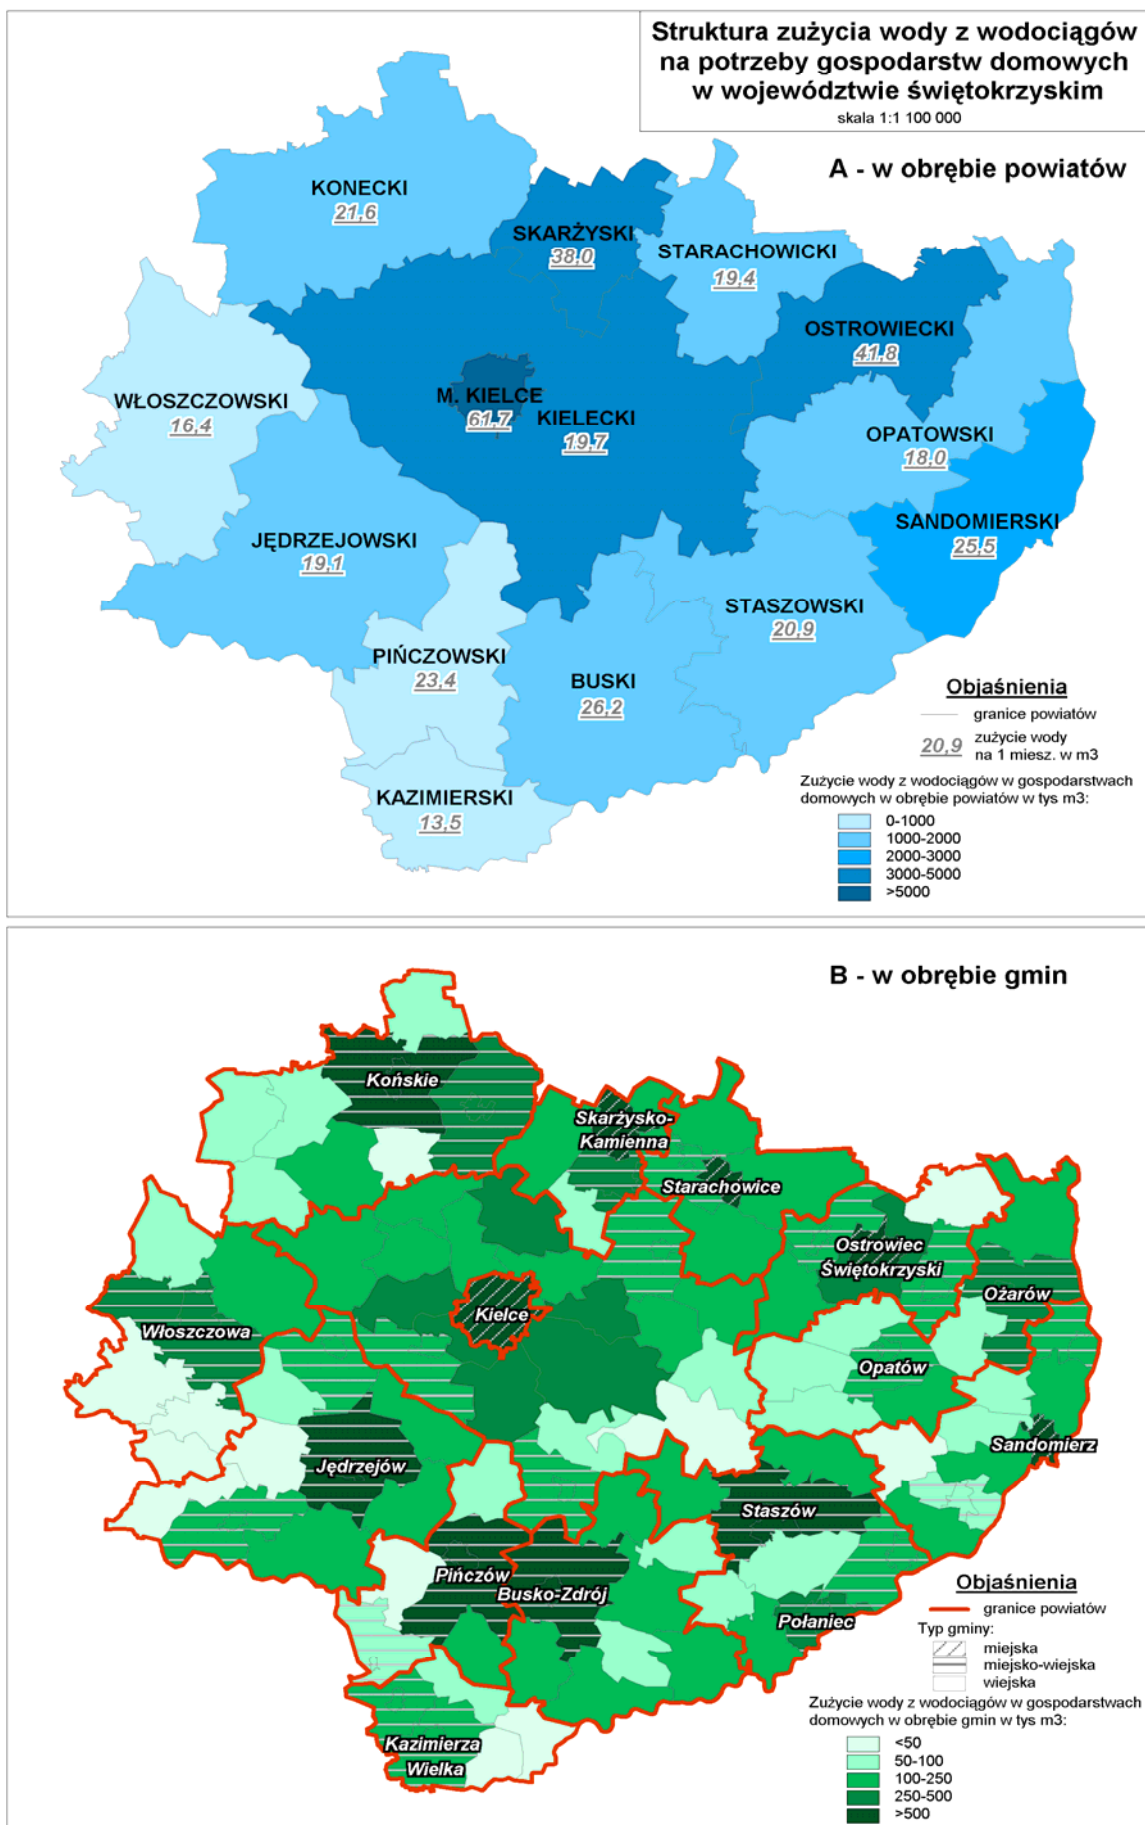 Struktura zużycia wody z wodociągów
na potrzeby gospodarstw domowych
w województwie świętokrzyskim
skala 1:1 100 000
A - w obrębie powiatów
KONECKI
21,6
SKARŻYSKI
38,0
STARACHOWICKI
19,4
OSTROWIECKI
41,8
WŁOSZCZOWSKI
16,4
M. KIELCE
61,7
KIELECKI
19,7
OPATOWSKI
18,0
JĘDRZEJOWSKI
19,1
SANDOMIERSKI
25,5
STASZOWSKI
20,9
PIŃCZOWSKI
23,4
BUSKI
26,2
KAZIMIERSKI
13,5
Objaśnienia
granice powiatów
20,9 zużycie wody
na 1 miesz. w m3
Zużycie wody z wodociągów w gospodarstwach
domowych w obrębie powiatów w tys m3:
0-1000
1000-2000
2000-3000
3000-5000
>5000
B - w obrębie gmin
Końskie
Skarżysko-
Kamienna
Starachowice
Ostrowiec
Świętokrzyski
Ożarów
Kielce
Włoszczowa
Opatów
Sandomierz
Jędrzejów
Staszów
Pińczów
Busko-Zdrój
Połaniec
Kazimierza
Wielka
Objaśnienia
granice powiatów
Typ gminy:
miejska
miejsko-wiejska
wiejska
Zużycie wody z wodociągów w gospodarstwach
domowych w obrębie gmin w tys m3:
<50
50-100
100-250
250-500
>500